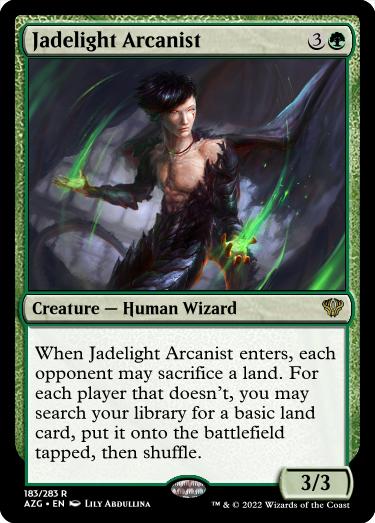 Jadelight Arcanist 3
Creature — Human Wizard
When Jadelight Arcanist enters, each
opponent may sacrifice a land. For
each player that doesn't, you may
search your library for a basic land
card, put it onto the battlefield
tapped, then shuffle.
3/3
183/283 R
AZG • EN Lily Abdullina
™ & © 2022 Wizards of the Coast